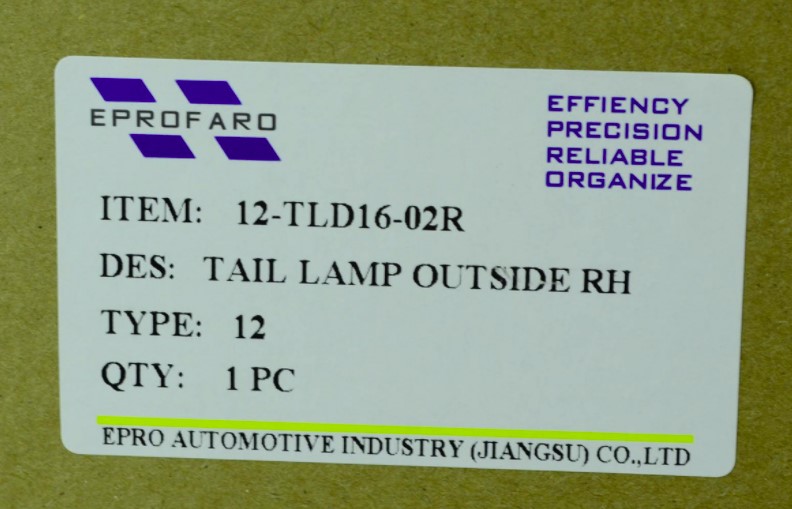 EPROFARO
EFFIENCY
PRECISION
RELIABLE
ORGANIZE
ITEM: 12-TLD16-02R
DES: TAIL LAMP OUTSIDE RH
TYPE: 12
QTY: 1 PC
EPRO AUTOMOTIVE INDUSTRY (JIANGSU) CO.,LTD